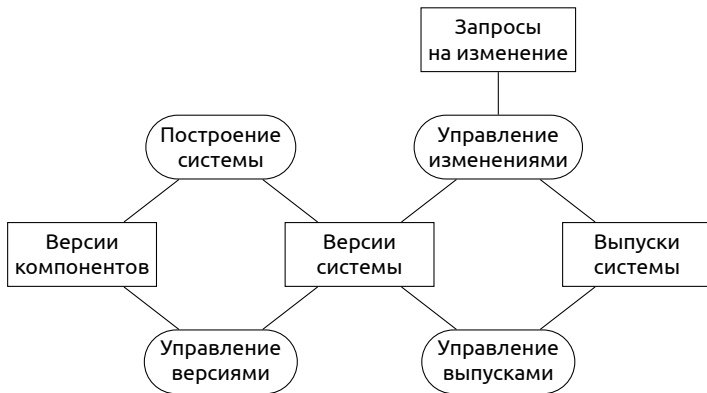 Запросы
на изменение
Построение
системы
Управление
изменениями
Версии
компонентов
Версии
системы
Выпуски
системы
Управление
версиями
Управление
выпусками